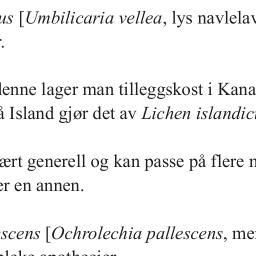 us [Umbilicaria vellea, lys navlelav
r.
denne lager man tilleggskost i Kana
å Island gjør det av Lichen islandic
ært generell og kan passe på flere n
er en annen.
scens [Ochrolechia pallescens, me